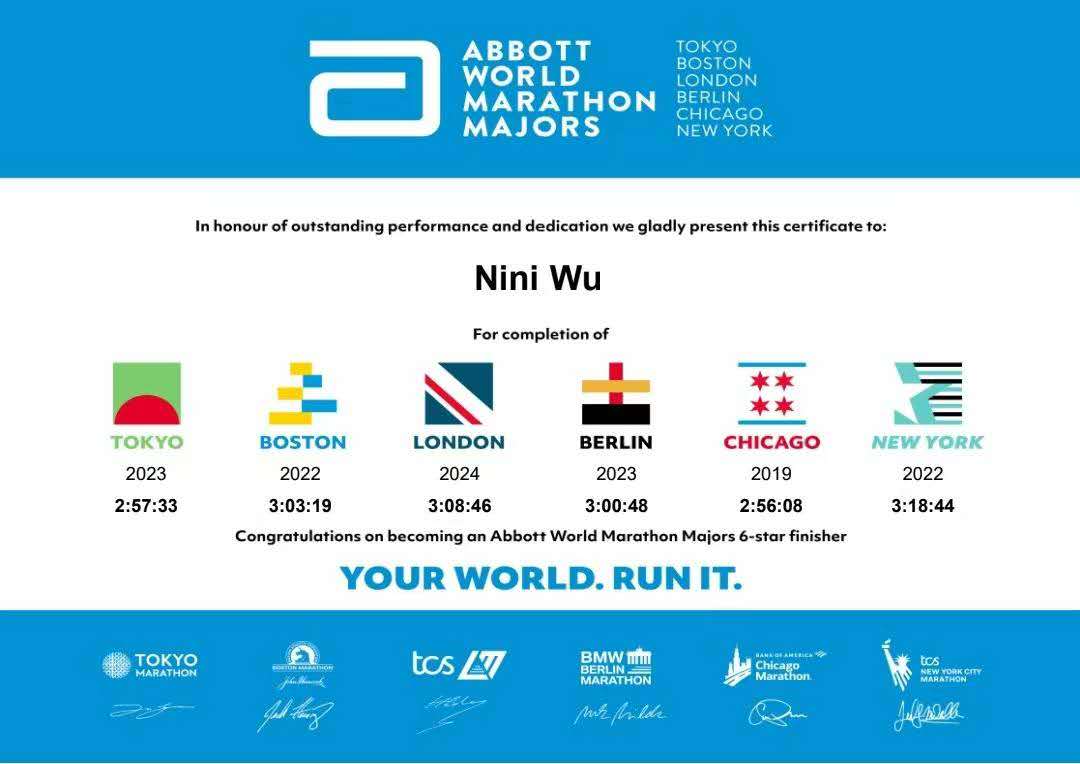 ABBOTT
WORLD
MARATHON
MAJORS
TOKYO
BOSTON
LONDON
BERLIN
CHICAGO
NEW YORK
In honour of outstanding performance and dedication we gladly present this certificate to:
Nini Wu
For completion of
TOKYO BOSTON LONDON BERLIN CHICAGO NEW YORK
2023 2022 2024 2023 2019 2022
2:57:33 3:03:19 3:08:46 3:00:48 2:56:08 3:18:44
Congratulations on becoming an Abbott World Marathon Majors 6-star finisher
YOUR WORLD. RUN IT.
TOKYO
MARATHON
BOSTON MARATHON
John Hancock
tcs
BMW
BERLIN
MARATHON
BANK OF AMERICA
Chicago
Marathon.
tcs
NEW YORK CITY
MARATHON